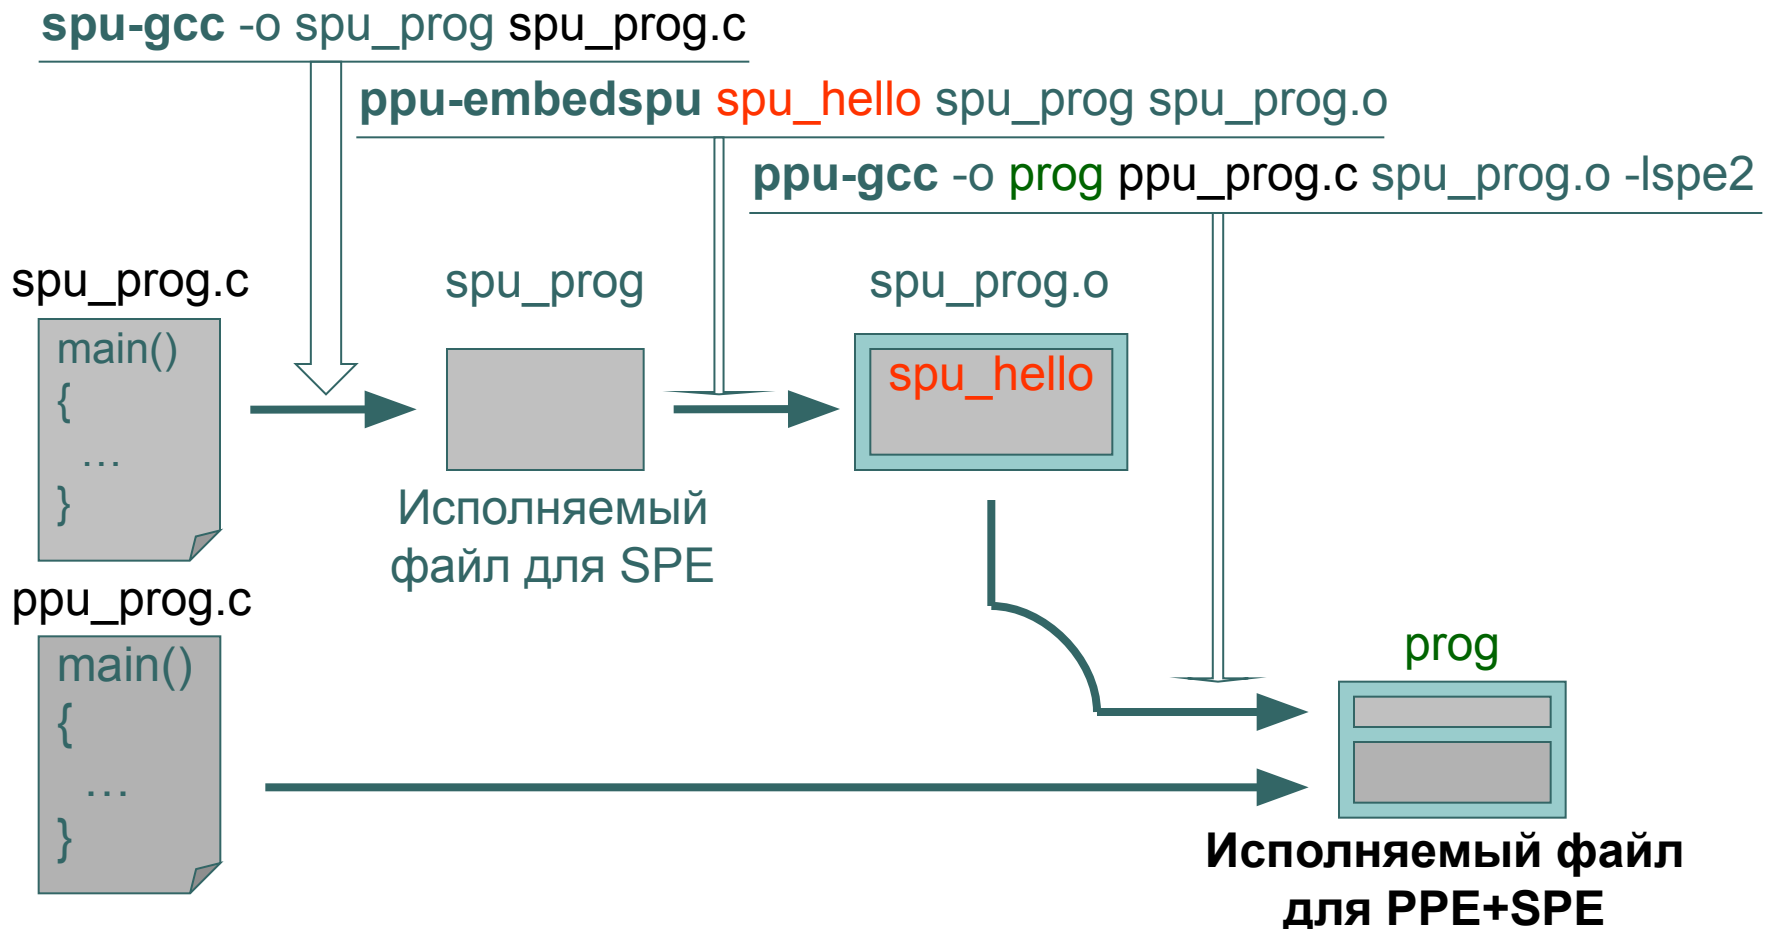 spu-gcc -o spu_prog spu_prog.c
ppu-embedspu spu_hello spu_prog spu_prog.o
ppu-gcc -o prog ppu_prog.c spu_prog.o -lspe2
spu_prog.c
main()
{
…
}
spu_prog
Исполняемый
файл для SPE
spu_prog.o
spu_hello
ppu_prog.c
main()
{
…
}
prog
Исполняемый файл
для PPE+SPE